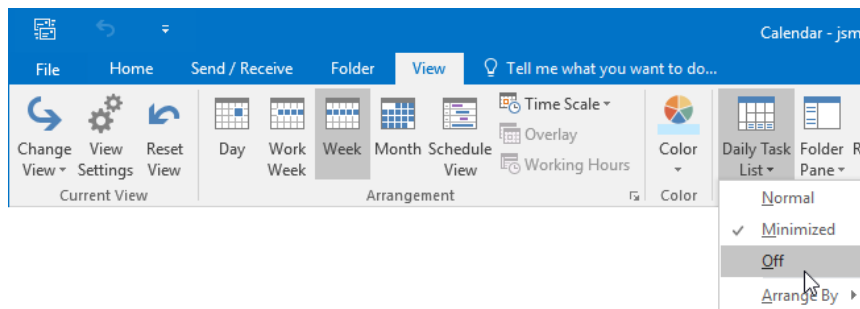 Calendar - jsm
File Home Send / Receive Folder View Tell me what you want to do...
Change View
View Settings
Reset View
Day
Work Week
Week
Month
Schedule View
Time Scale
Overlay
Working Hours
Color
Daily Task List
Folder Pane
R
Current View
Arrangement
Color
Normal
Minimized
Off
Arrange By